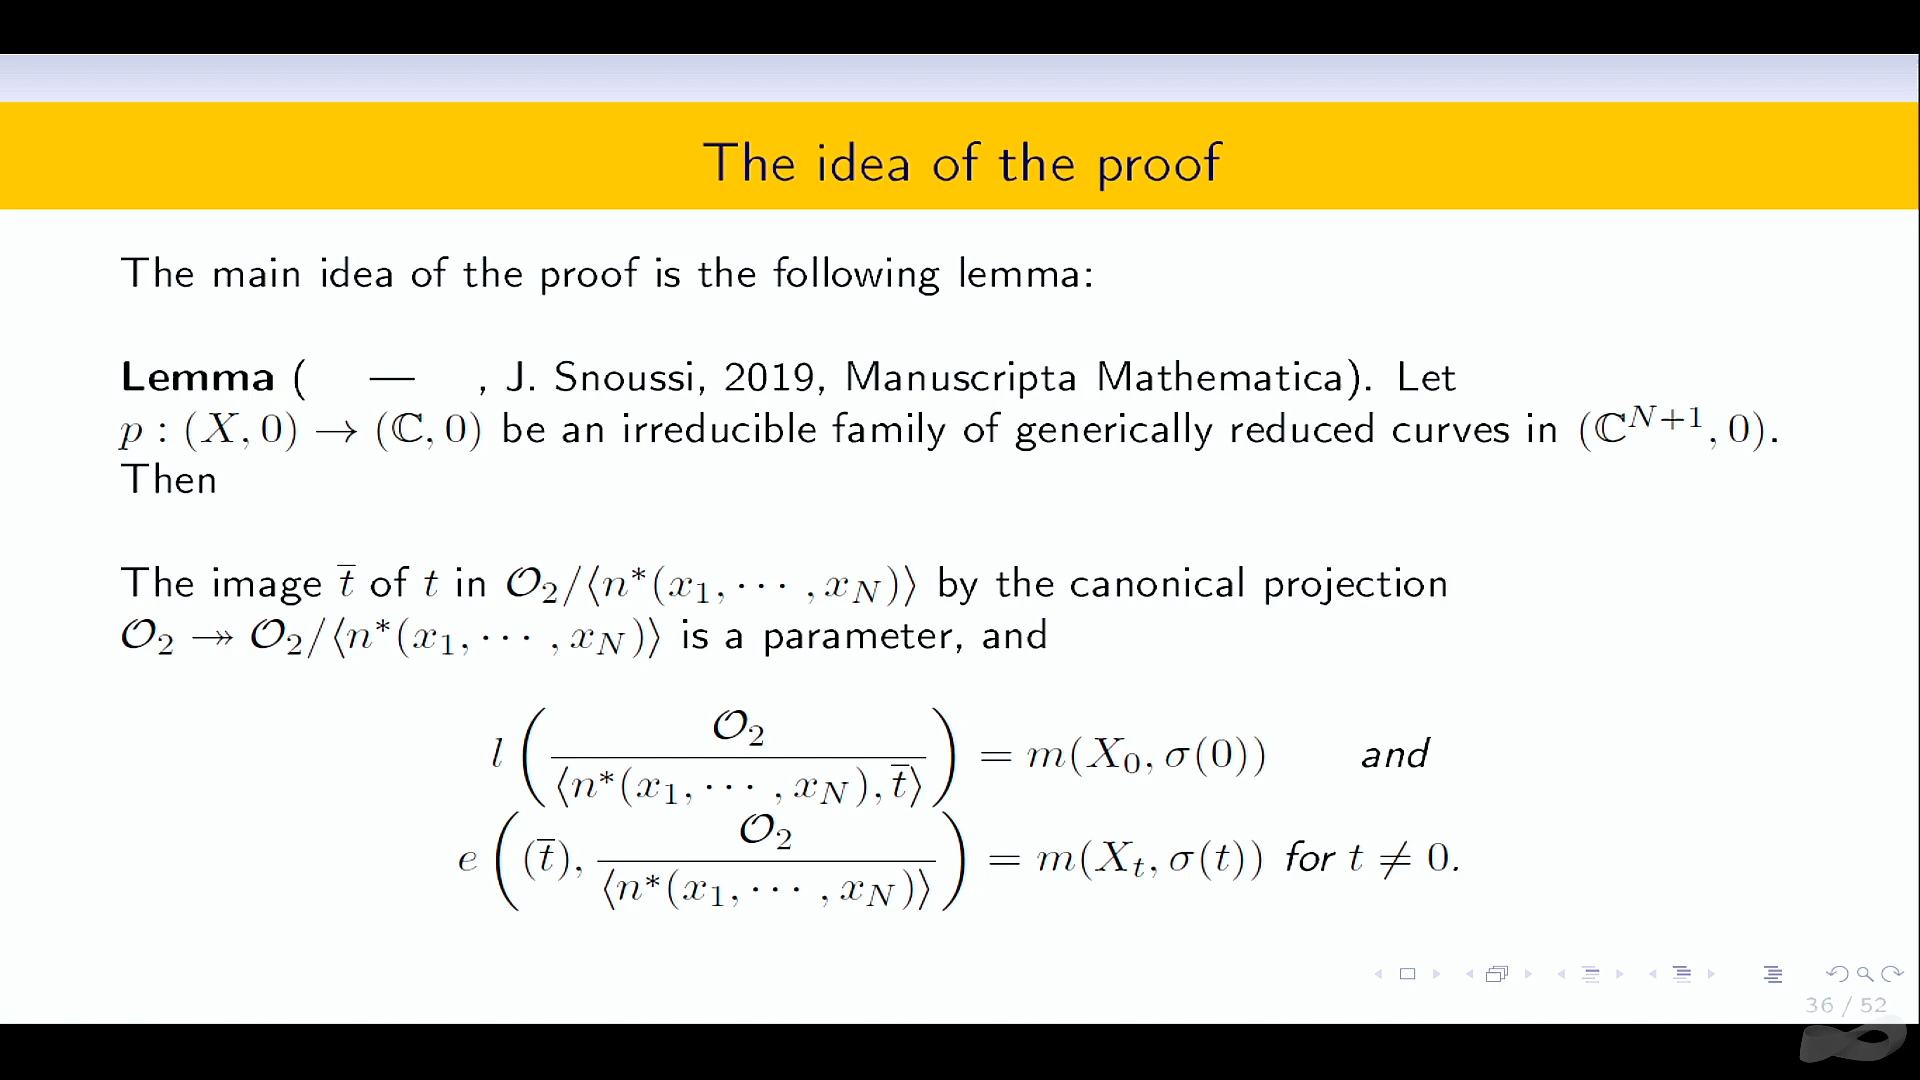 The idea of the proof
The main idea of the proof is the following lemma:
Lemma ( — , J. Snoussi, 2019, Manuscripta Mathematica). Let
p : (X, 0) → (ℂ, 0) be an irreducible family of generically reduced curves in (ℂ^{N+1}, 0).
Then
The image t̄ of t in 𝒪₂/⟨n*(x₁, ⋯ , x_N)⟩ by the canonical projection
𝒪₂ ↠ 𝒪₂/⟨n*(x₁, ⋯ , x_N)⟩ is a parameter, and
l ( 𝒪₂ / ⟨n*(x₁, ⋯ , x_N), t̄⟩ ) = m(X₀, σ(0)) and
e ( (t̄), 𝒪₂ / ⟨n*(x₁, ⋯ , x_N)⟩ ) = m(X_t, σ(t)) for t ≠ 0.
36 / 52